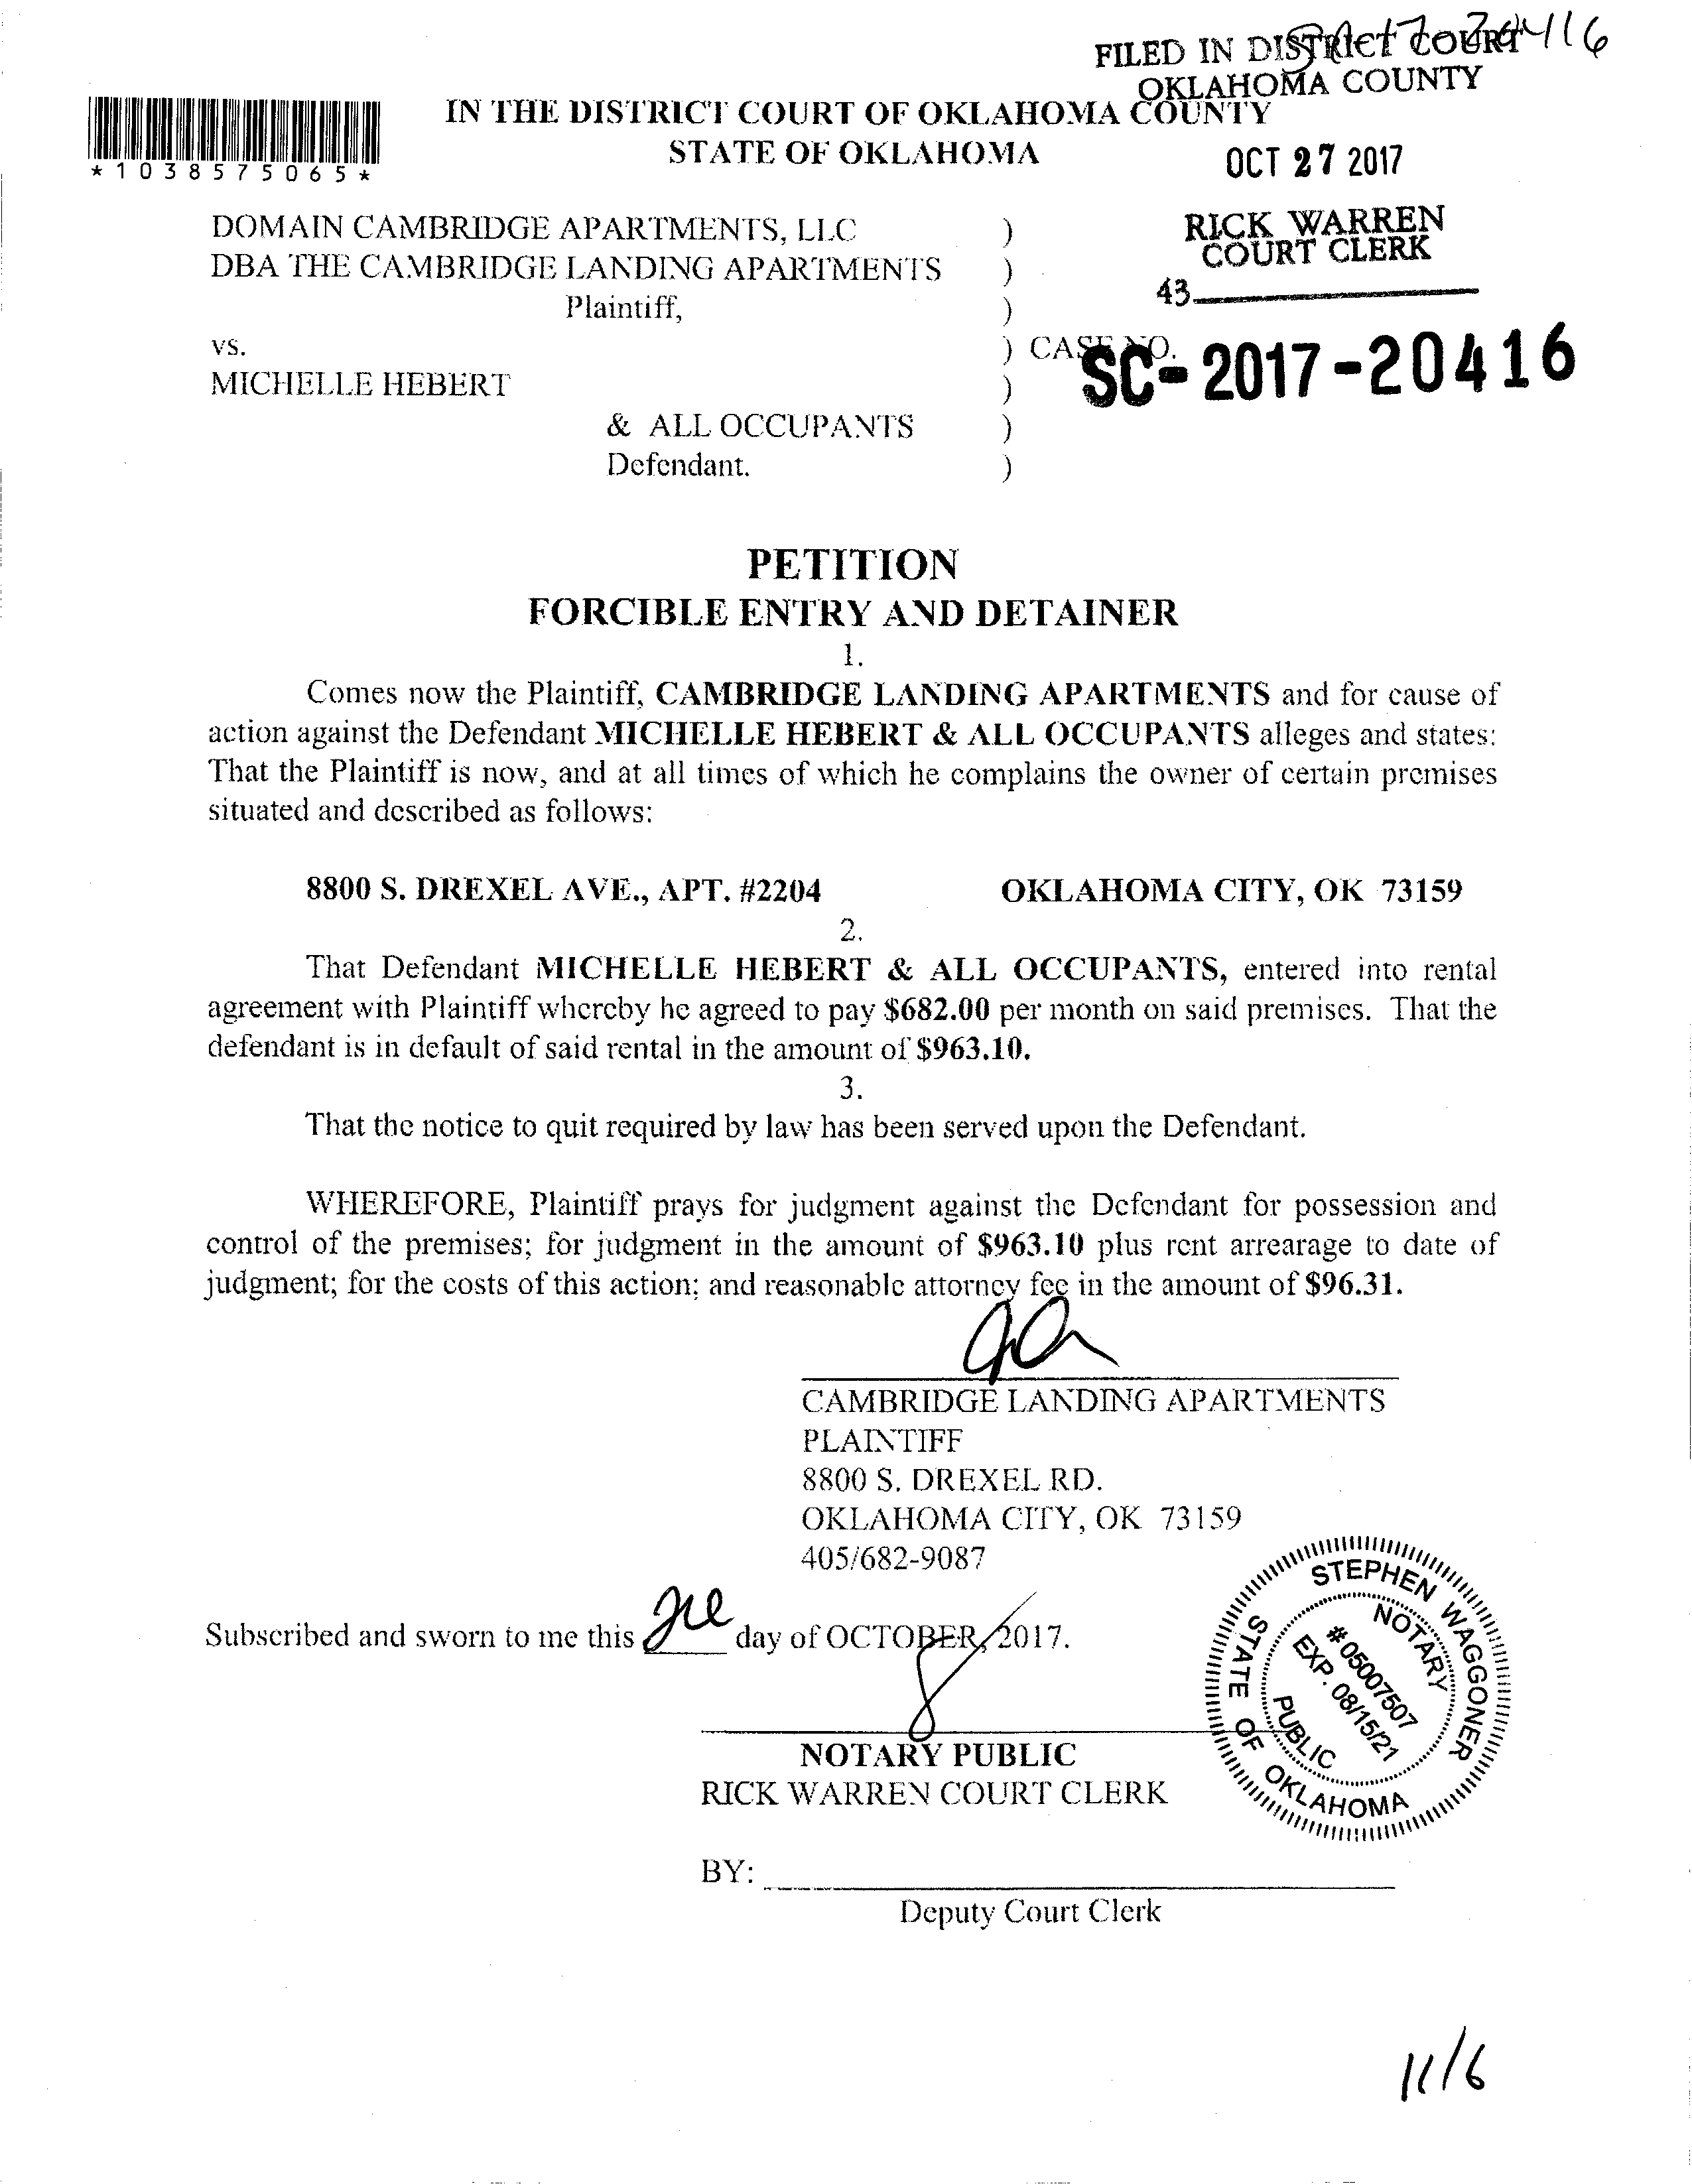 FILED IN DISTRICT COURT
OKLAHOMA COUNTY
IN THE DISTRICT COURT OF OKLAHOMA COUNTY
STATE OF OKLAHOMA
OCT 27 2017
*1038575065*
DOMAIN CAMBRIDGE APARTMENTS, LLC )
DBA THE CAMBRIDGE LANDING APARTMENTS )
Plaintiff, )
RICK WARREN
COURT CLERK
43
vs. ) CASE NO.
SC-2017-20416
MICHELLE HEBERT )
& ALL OCCUPANTS )
Defendant. )
PETITION
FORCIBLE ENTRY AND DETAINER
1.
Comes now the Plaintiff, CAMBRIDGE LANDING APARTMENTS and for cause of
action against the Defendant MICHELLE HEBERT & ALL OCCUPANTS alleges and states:
That the Plaintiff is now, and at all times of which he complains the owner of certain premises
situated and described as follows:
8800 S. DREXEL AVE., APT. #2204 OKLAHOMA CITY, OK 73159
2.
That Defendant MICHELLE HEBERT & ALL OCCUPANTS, entered into rental
agreement with Plaintiff whereby he agreed to pay $682.00 per month on said premises. That the
defendant is in default of said rental in the amount of $963.10.
3.
That the notice to quit required by law has been served upon the Defendant.
WHEREFORE, Plaintiff prays for judgment against the Defendant for possession and
control of the premises; for judgment in the amount of $963.10 plus rent arrearage to date of
judgment; for the costs of this action; and reasonable attorney fee in the amount of $96.31.
CAMBRIDGE LANDING APARTMENTS
PLAINTIFF
8800 S. DREXEL RD.
OKLAHOMA CITY, OK 73159
405/682-9087
Subscribed and sworn to me this day of OCTOBER, 2017.
STEPHEN WAGGONER
NOTARY
# 05007507
EXP. 08/15/21
PUBLIC
STATE OF OKLAHOMA
NOTARY PUBLIC
RICK WARREN COURT CLERK
BY:
Deputy Court Clerk
11/6